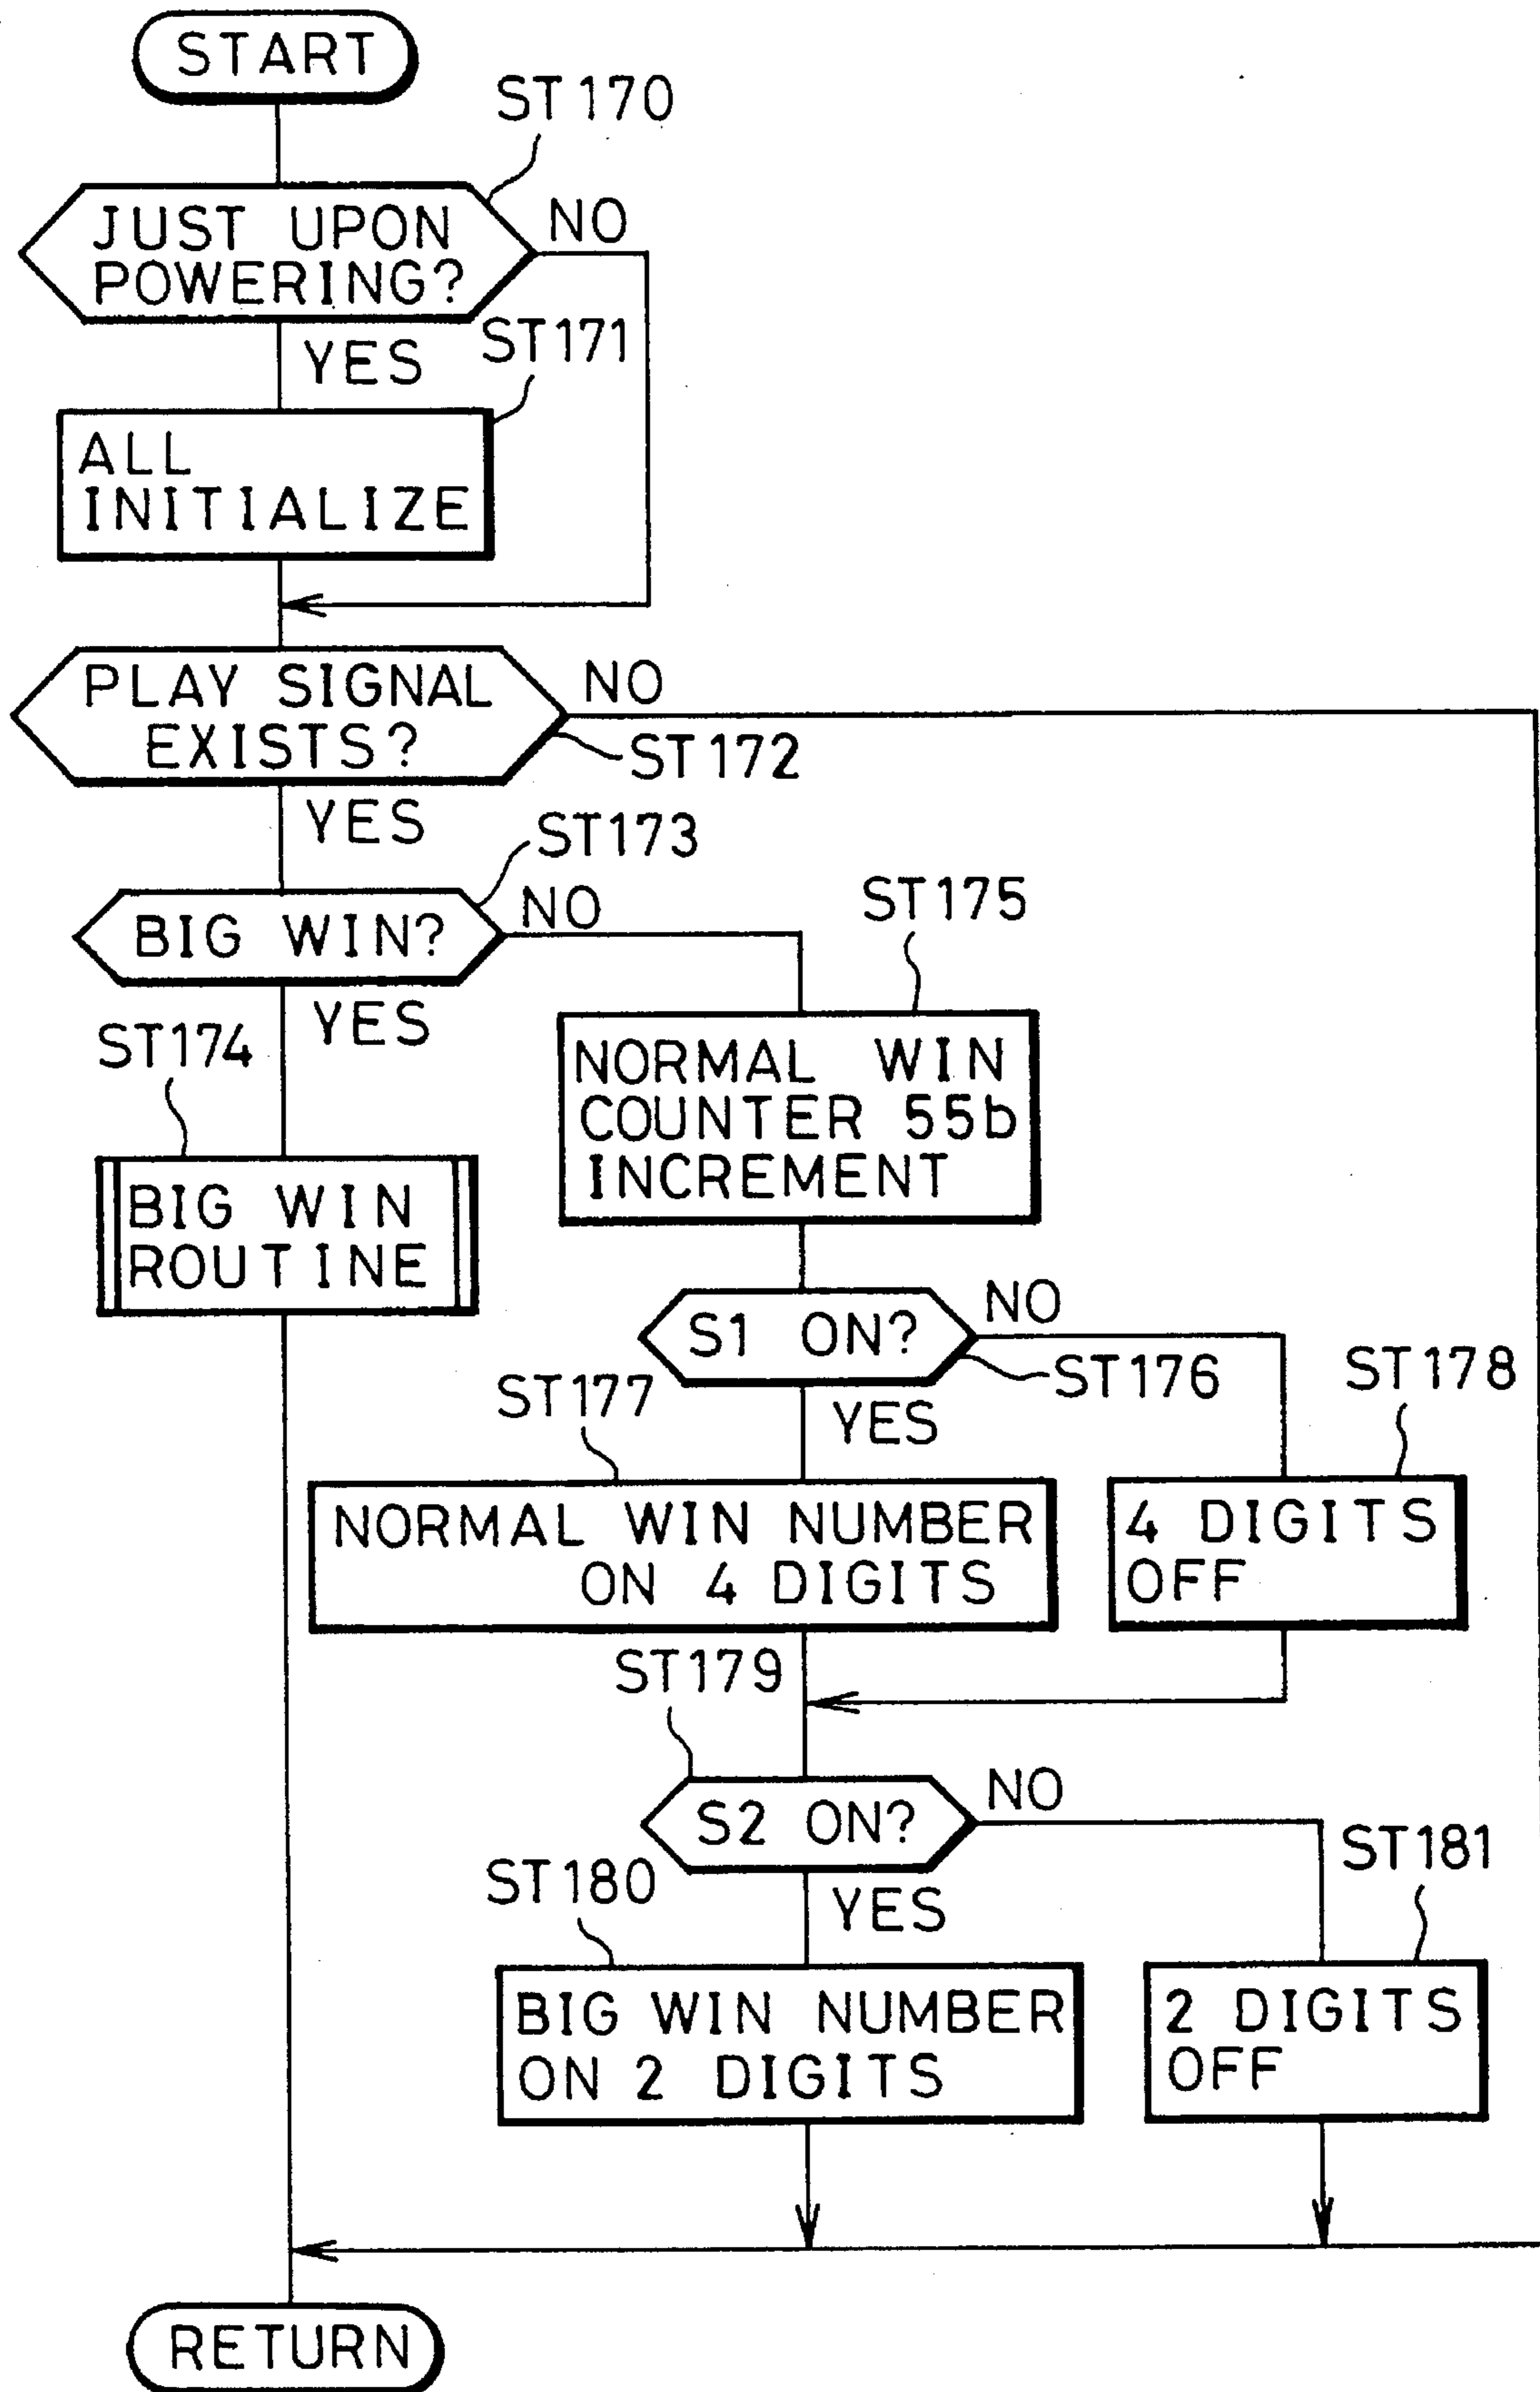 START
ST170
JUST UPON
POWERING?
NO
YES
ST171
ALL
INITIALIZE
PLAY SIGNAL
EXISTS?
NO
ST172
YES
ST173
BIG WIN?
NO
YES
ST174
BIG WIN
ROUTINE
ST175
NORMAL WIN
COUNTER 55b
INCREMENT
S1 ON?
NO
ST176
YES
ST177
NORMAL WIN NUMBER
ON 4 DIGITS
ST178
4 DIGITS
OFF
ST179
S2 ON?
NO
YES
ST180
BIG WIN NUMBER
ON 2 DIGITS
ST181
2 DIGITS
OFF
RETURN